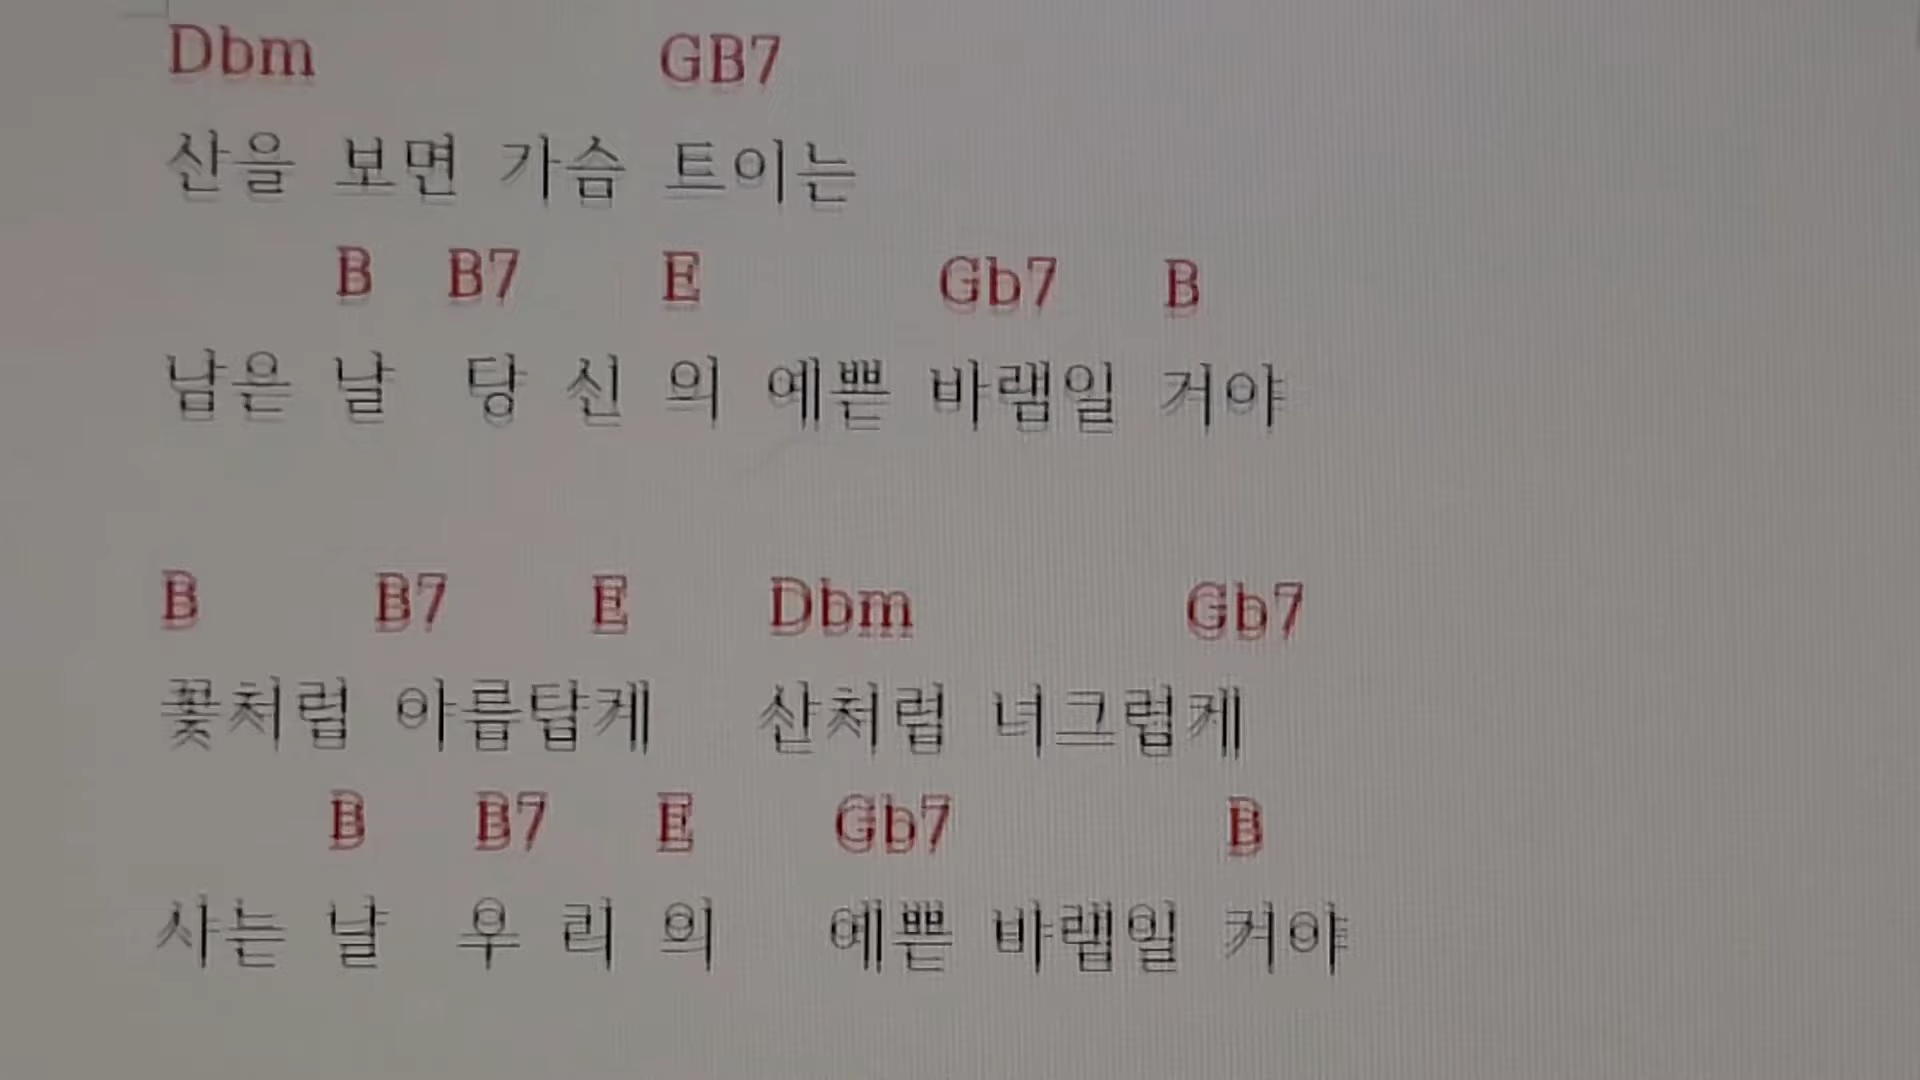 Dbm GB7
산을 보면 가슴 트이는
B B7 E Gb7 B
남은 날 당 신 의 예쁜 바램일 거야
B B7 E Dbm Gb7
꽃처럼 아름답게 산처럼 너그럽게
B B7 E Gb7 B
사는 날 우 리 의 예쁜 바램일 거야